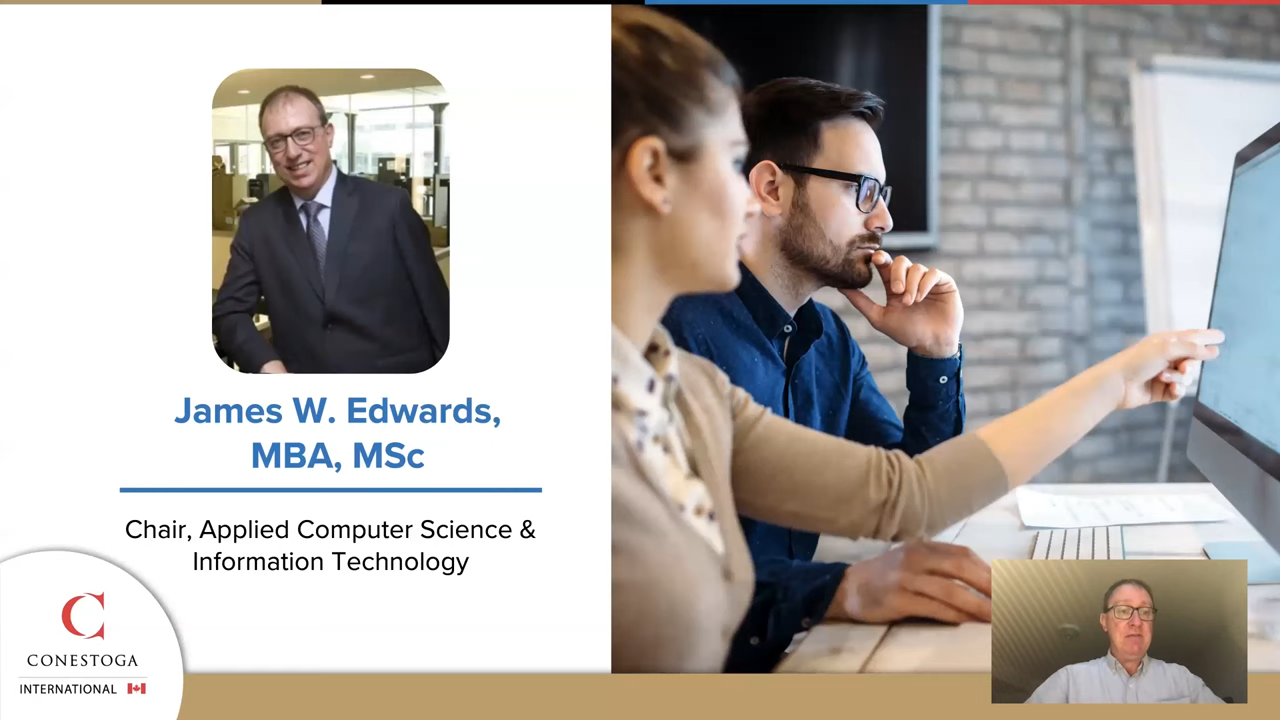 James W. Edwards,
MBA, MSc
Chair, Applied Computer Science &
Information Technology
C
CONESTOGA
INTERNATIONAL